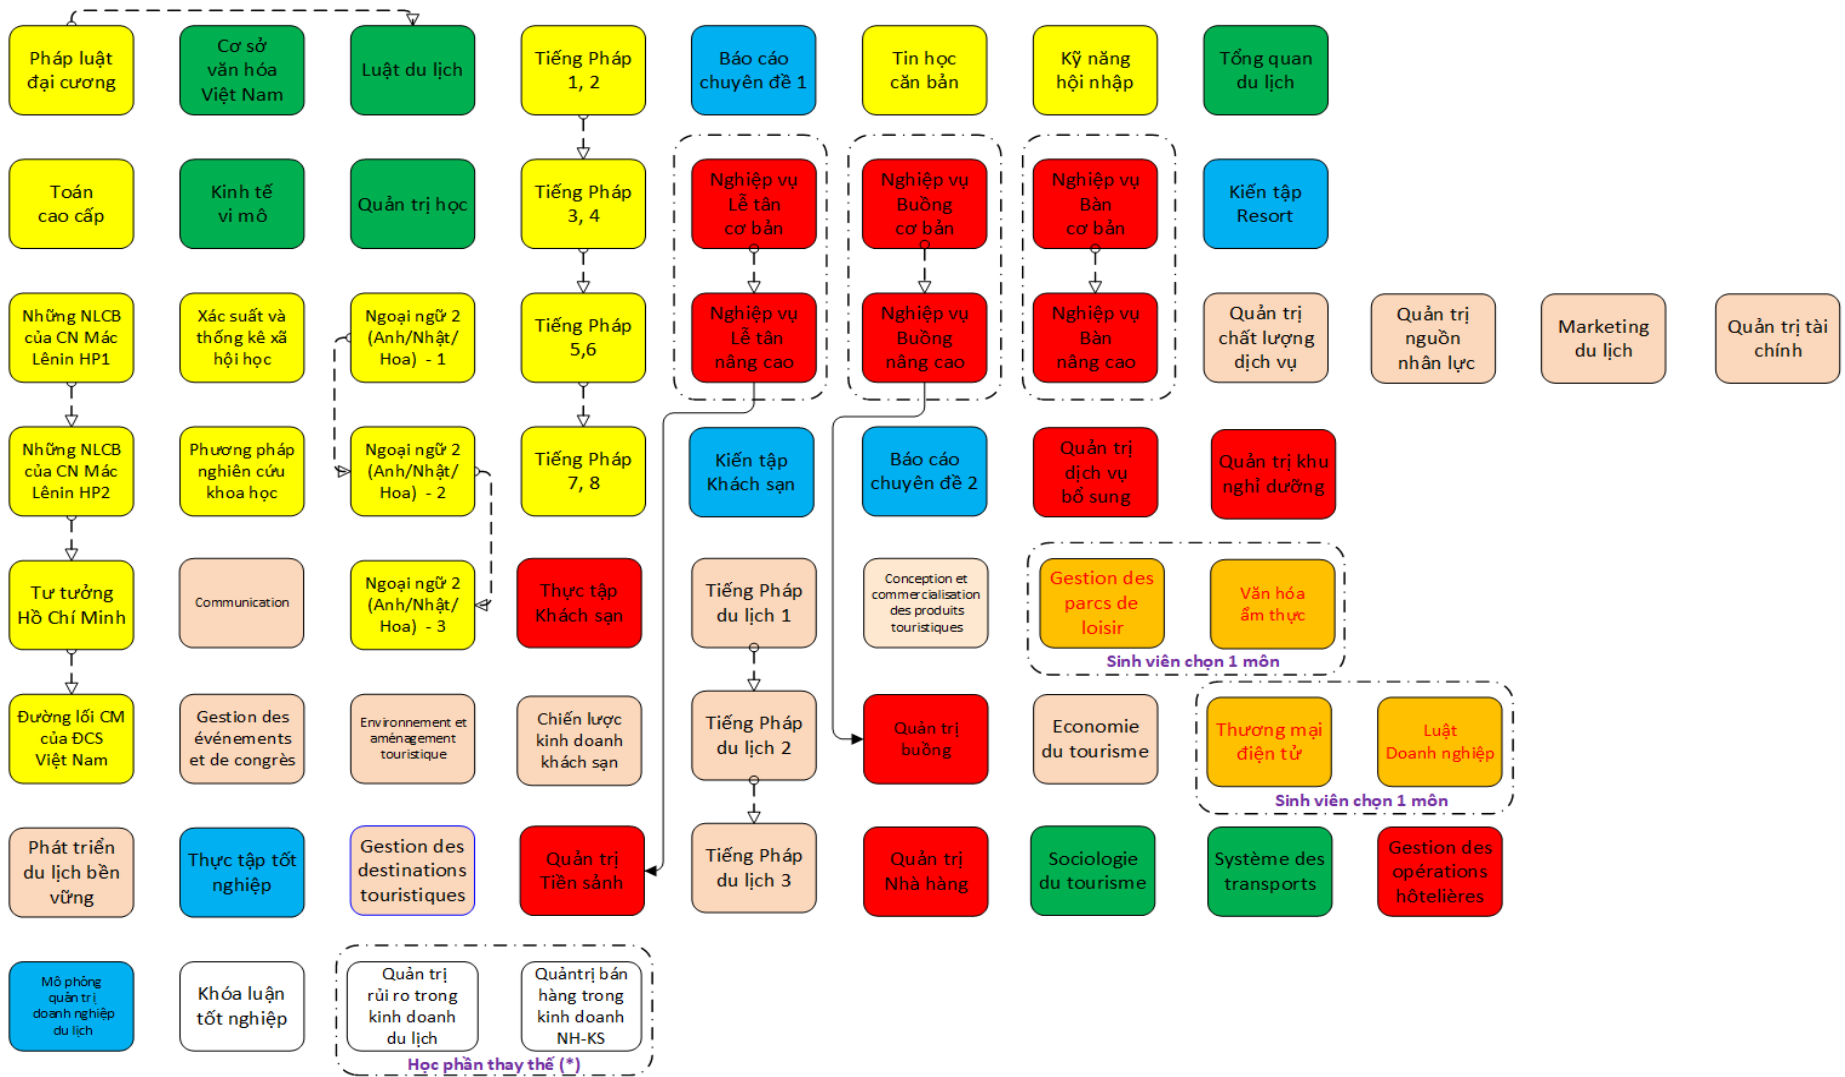 Pháp luật
đại cương
Cơ sở
văn hóa
Việt Nam
Luật du lịch
Tiếng Pháp
1, 2
Báo cáo
chuyên đề 1
Tin học
căn bản
Kỹ năng
hội nhập
Tổng quan
du lịch
Toán
cao cấp
Kinh tế
vi mô
Quản trị học
Tiếng Pháp
3, 4
Nghiệp vụ
Lễ tân
cơ bản
Nghiệp vụ
Buồng
cơ bản
Nghiệp vụ
Bàn
cơ bản
Kiến tập
Resort
Những NLCB
của CN Mác
Lênin HP1
Xác suất và
thống kê xã
hội học
Ngoại ngữ 2
(Anh/Nhật/
Hoa) - 1
Tiếng Pháp
5,6
Nghiệp vụ
Lễ tân
nâng cao
Nghiệp vụ
Buồng
nâng cao
Nghiệp vụ
Bàn
nâng cao
Quản trị
chất lượng
dịch vụ
Quản trị
nguồn
nhân lực
Marketing
du lịch
Quản trị tài
chính
Những NLCB
của CN Mác
Lênin HP2
Phương pháp
nghiên cứu
khoa học
Ngoại ngữ 2
(Anh/Nhật/
Hoa) - 2
Tiếng Pháp
7, 8
Kiến tập
Khách sạn
Báo cáo
chuyên đề 2
Quản trị
dịch vụ
bổ sung
Quản trị khu
nghỉ dưỡng
Tư tưởng
Hồ Chí Minh
Communication
Ngoại ngữ 2
(Anh/Nhật/
Hoa) - 3
Thực tập
Khách sạn
Tiếng Pháp
du lịch 1
Conception et
commercialisation
des produits
touristiques
Gestion des
parcs de
loisir
Văn hóa
ẩm thực
Sinh viên chọn 1 môn
Đường lối CM
của ĐCS
Việt Nam
Gestion des
événements
et de congrès
Environnement et
aménagement
touristique
Chiến lược
kinh doanh
khách sạn
Tiếng Pháp
du lịch 2
Quản trị
buồng
Economie
du tourisme
Thương mại
điện tử
Luật
Doanh nghiệp
Sinh viên chọn 1 môn
Phát triển
du lịch bền
vững
Thực tập tốt
nghiệp
Gestion des
destinations
touristiques
Quản trị
Tiền sảnh
Tiếng Pháp
du lịch 3
Quản trị
Nhà hàng
Sociologie
du tourisme
Système des
transports
Gestion des
opérations
hôtelières
Mô phỏng
quản trị
doanh nghiệp
du lịch
Khóa luận
tốt nghiệp
Quản trị
rủi ro trong
kinh doanh
du lịch
Quảntrị bán
hàng trong
kinh doanh
NH-KS
Học phần thay thế (*)